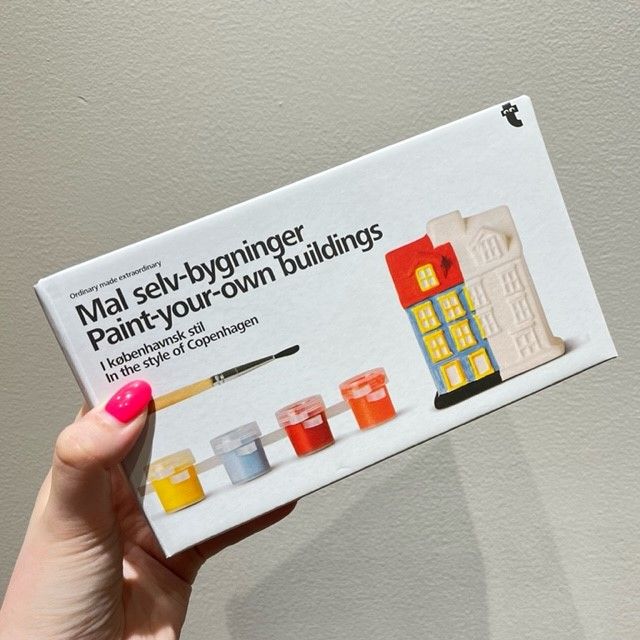 Ordinary made extraordinary
Mal selv-bygninger
Paint-your-own buildings
I københavnsk stil
In the style of Copenhagen